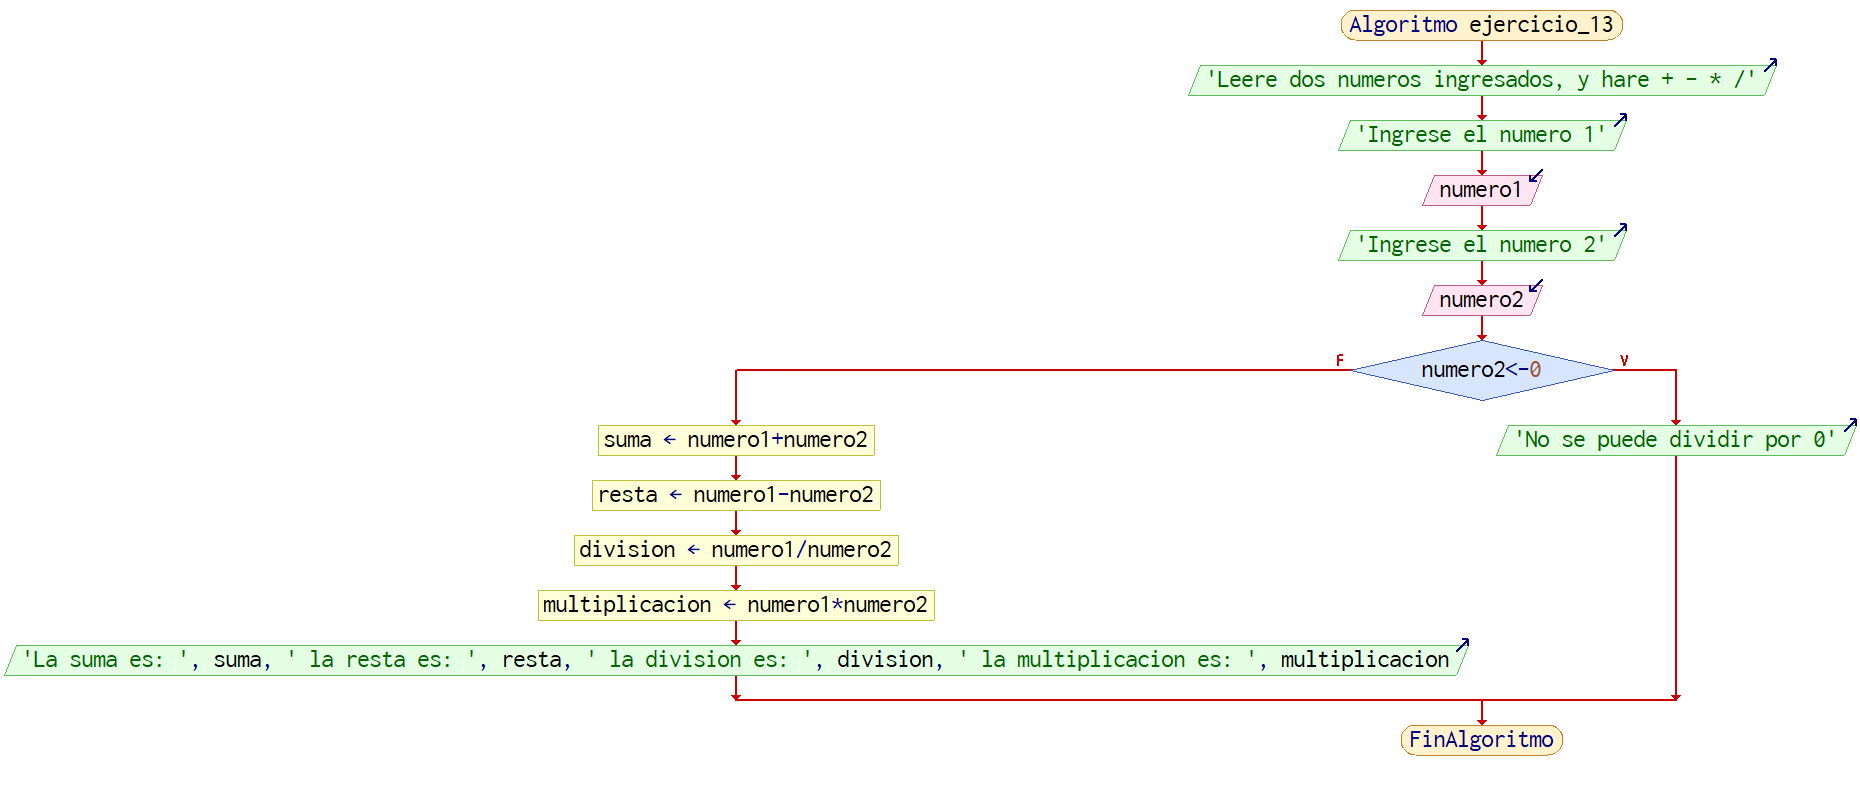 Algoritmo ejercicio_13
'Leere dos numeros ingresados, y hare + - * /'
'Ingrese el numero 1'
numero1
'Ingrese el numero 2'
numero2
F
numero2<-0
V
suma ← numero1+numero2
'No se puede dividir por 0'
resta ← numero1-numero2
division ← numero1/numero2
multiplicacion ← numero1*numero2
'La suma es: ', suma, ' la resta es: ', resta, ' la division es: ', division, ' la multiplicacion es: ', multiplicacion
FinAlgoritmo